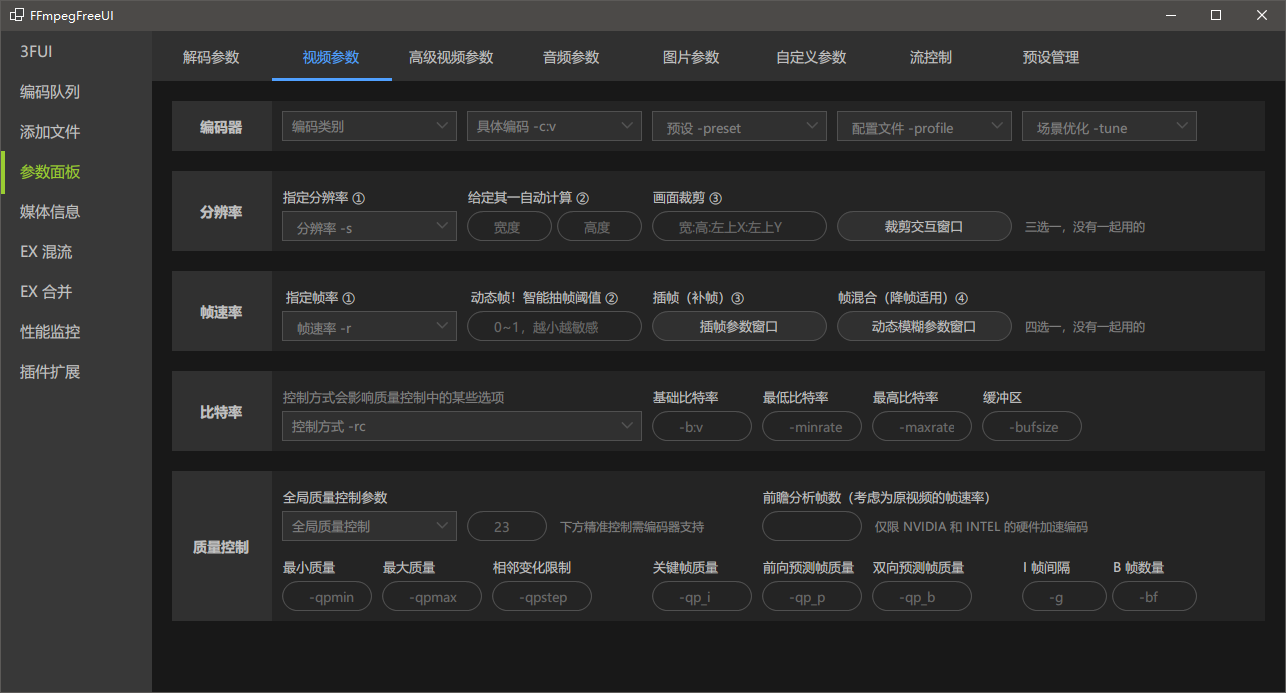 FFmpegFreeUI
3FUI
编码队列
添加文件
参数面板
媒体信息
EX 混流
EX 合并
性能监控
插件扩展
解码参数 视频参数 高级视频参数 音频参数 图片参数 自定义参数 流控制 预设管理
编码器 编码类别 具体编码 -c:v 预设 -preset 配置文件 -profile 场景优化 -tune
指定分辨率 ① 给定其一自动计算 ② 画面裁剪 ③
分辨率 分辨率 -s 宽度 高度 宽:高:左上X:左上Y 裁剪交互窗口 三选一，没有一起用的
指定帧率 ① 动态帧！智能抽帧阈值 ② 插帧（补帧）③ 帧混合（降帧适用）④
帧速率 帧速率 -r 0~1，越小越敏感 插帧参数窗口 动态模糊参数窗口 四选一，没有一起用的
控制方式会影响质量控制中的某些选项 基础比特率 最低比特率 最高比特率 缓冲区
比特率 控制方式 -rc -b:v -minrate -maxrate -bufsize
全局质量控制参数 前瞻分析帧数（考虑为原视频的帧速率）
全局质量控制 23 下方精准控制需编码器支持 仅限 NVIDIA 和 INTEL 的硬件加速编码
质量控制
最小质量 最大质量 相邻变化限制 关键帧质量 前向预测帧质量 双向预测帧质量 I 帧间隔 B 帧数量
-qpmin -qpmax -qpstep -qp_i -qp_p -qp_b -g -bf